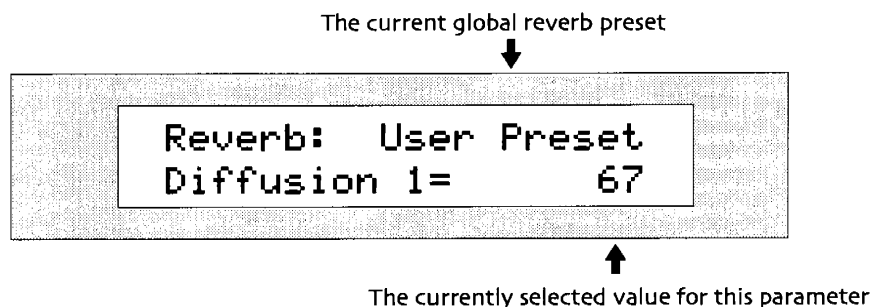 The current global reverb preset
Reverb: User Preset
Diffusion 1= 67
The currently selected value for this parameter